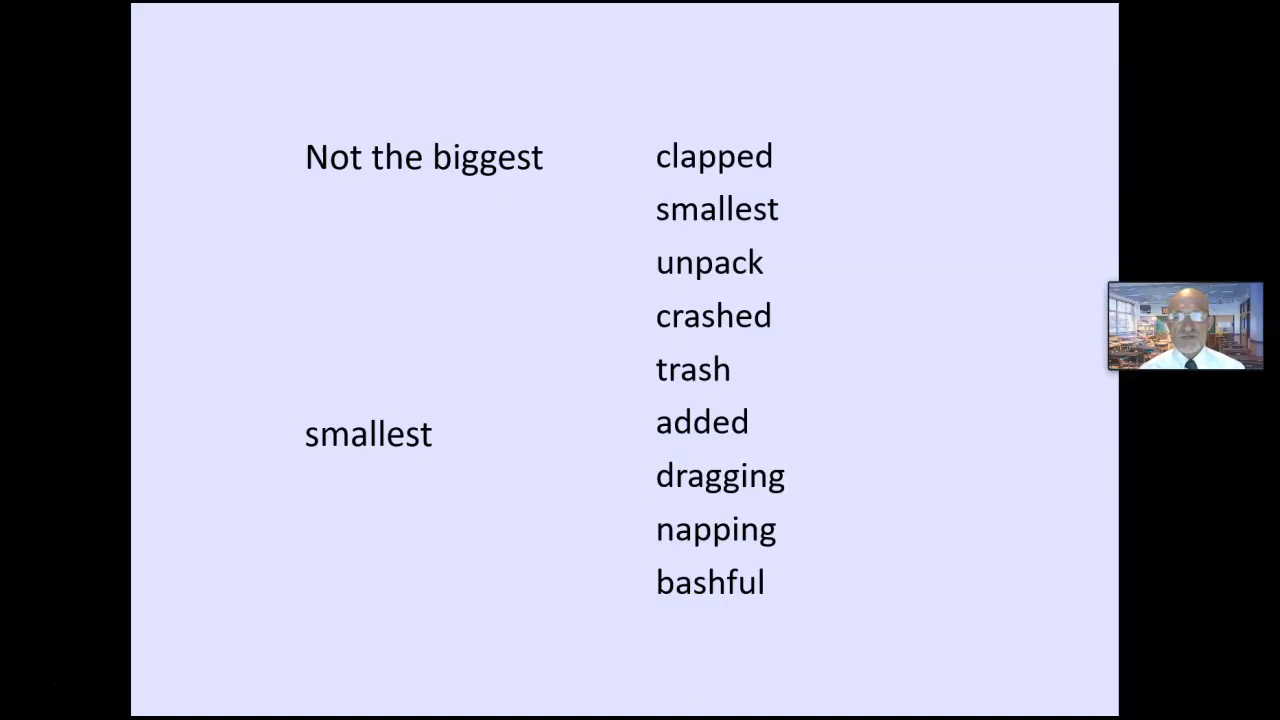 Not the biggest
smallest
clapped
smallest
unpack
crashed
trash
added
dragging
napping
bashful